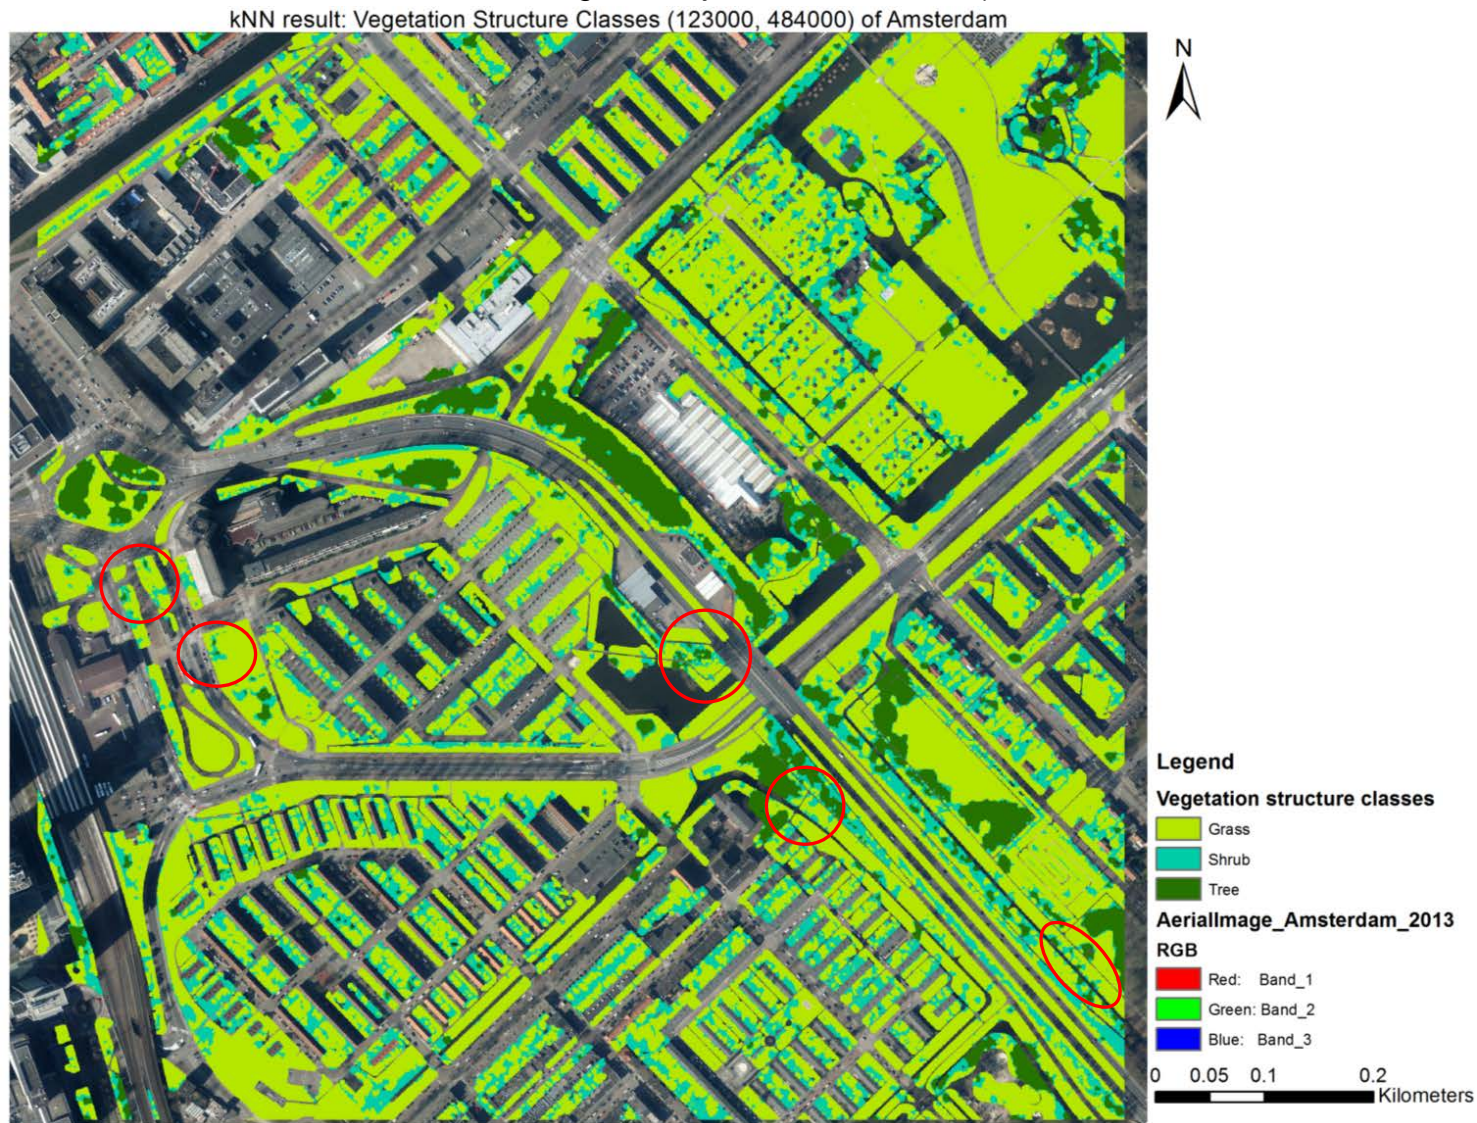 kNN result: Vegetation Structure Classes (123000, 484000) of Amsterdam
N
Legend
Vegetation structure classes
Grass
Shrub
Tree
AerialImage_Amsterdam_2013
RGB
Red: Band_1
Green: Band_2
Blue: Band_3
0 0.05 0.1 0.2
Kilometers